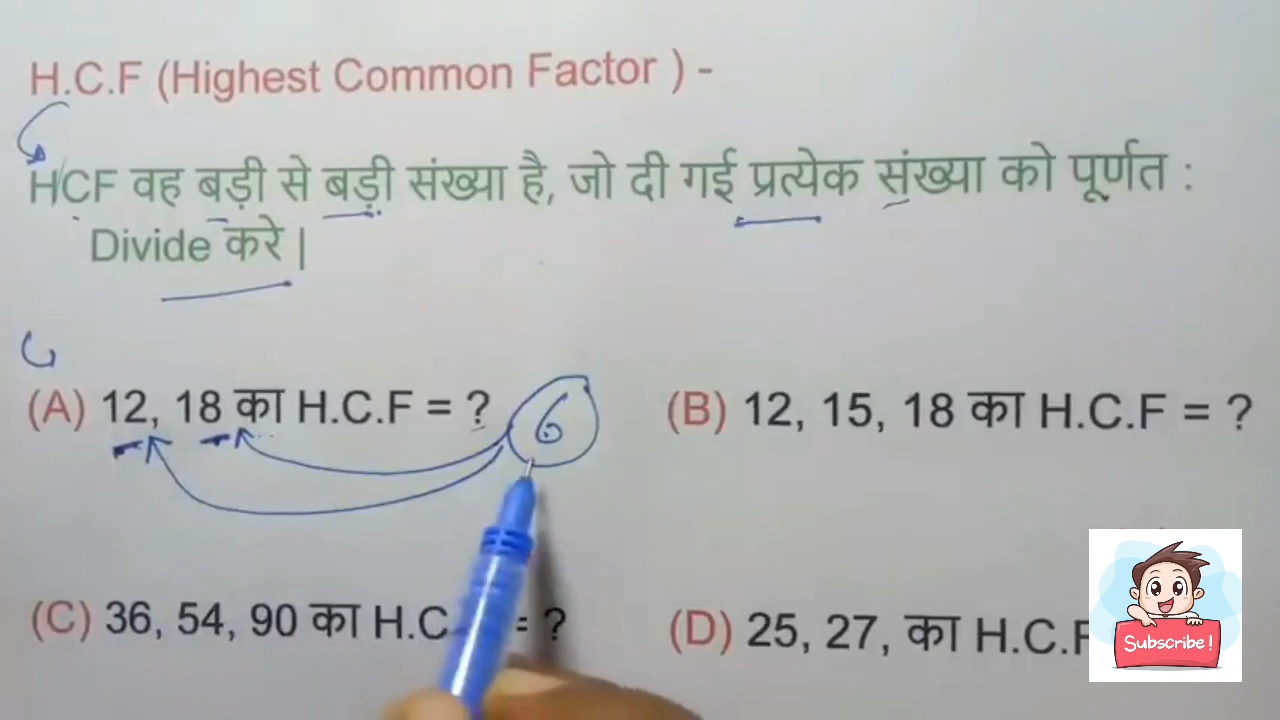 H.C.F (Highest Common Factor ) -
HCF वह बड़ी से बड़ी संख्या है, जो दी गई प्रत्येक संख्या को पूर्णत :
Divide करे |
(A) 12, 18 का H.C.F = ? 6
(B) 12, 15, 18 का H.C.F = ?
(C) 36, 54, 90 का H.C = ?
(D) 25, 27, का H.C.F
Subscribe!